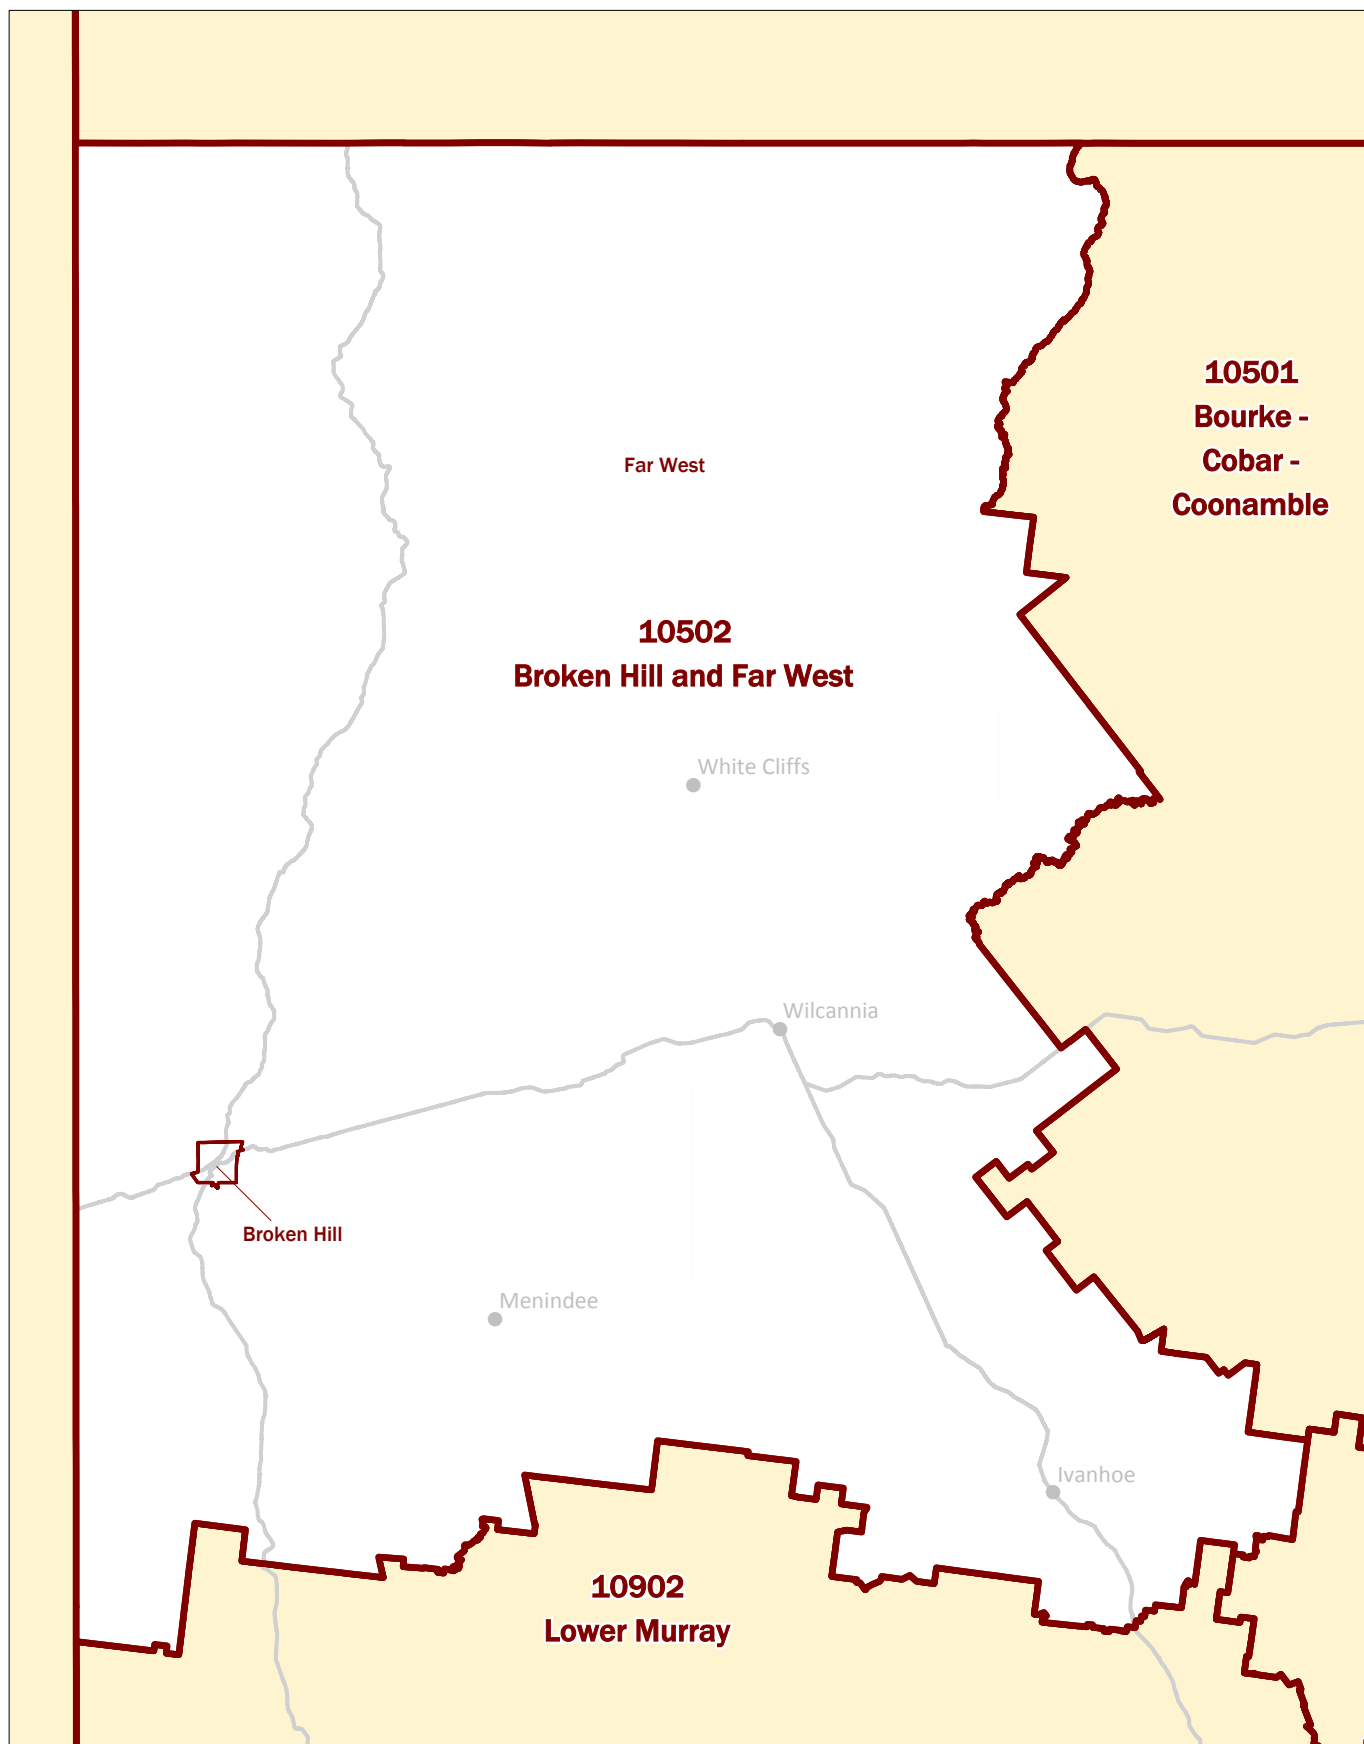 10501
Bourke -
Cobar -
Coonamble
Far West
10502
Broken Hill and Far West
White Cliffs
Wilcannia
Broken Hill
Menindee
Ivanhoe
10902
Lower Murray